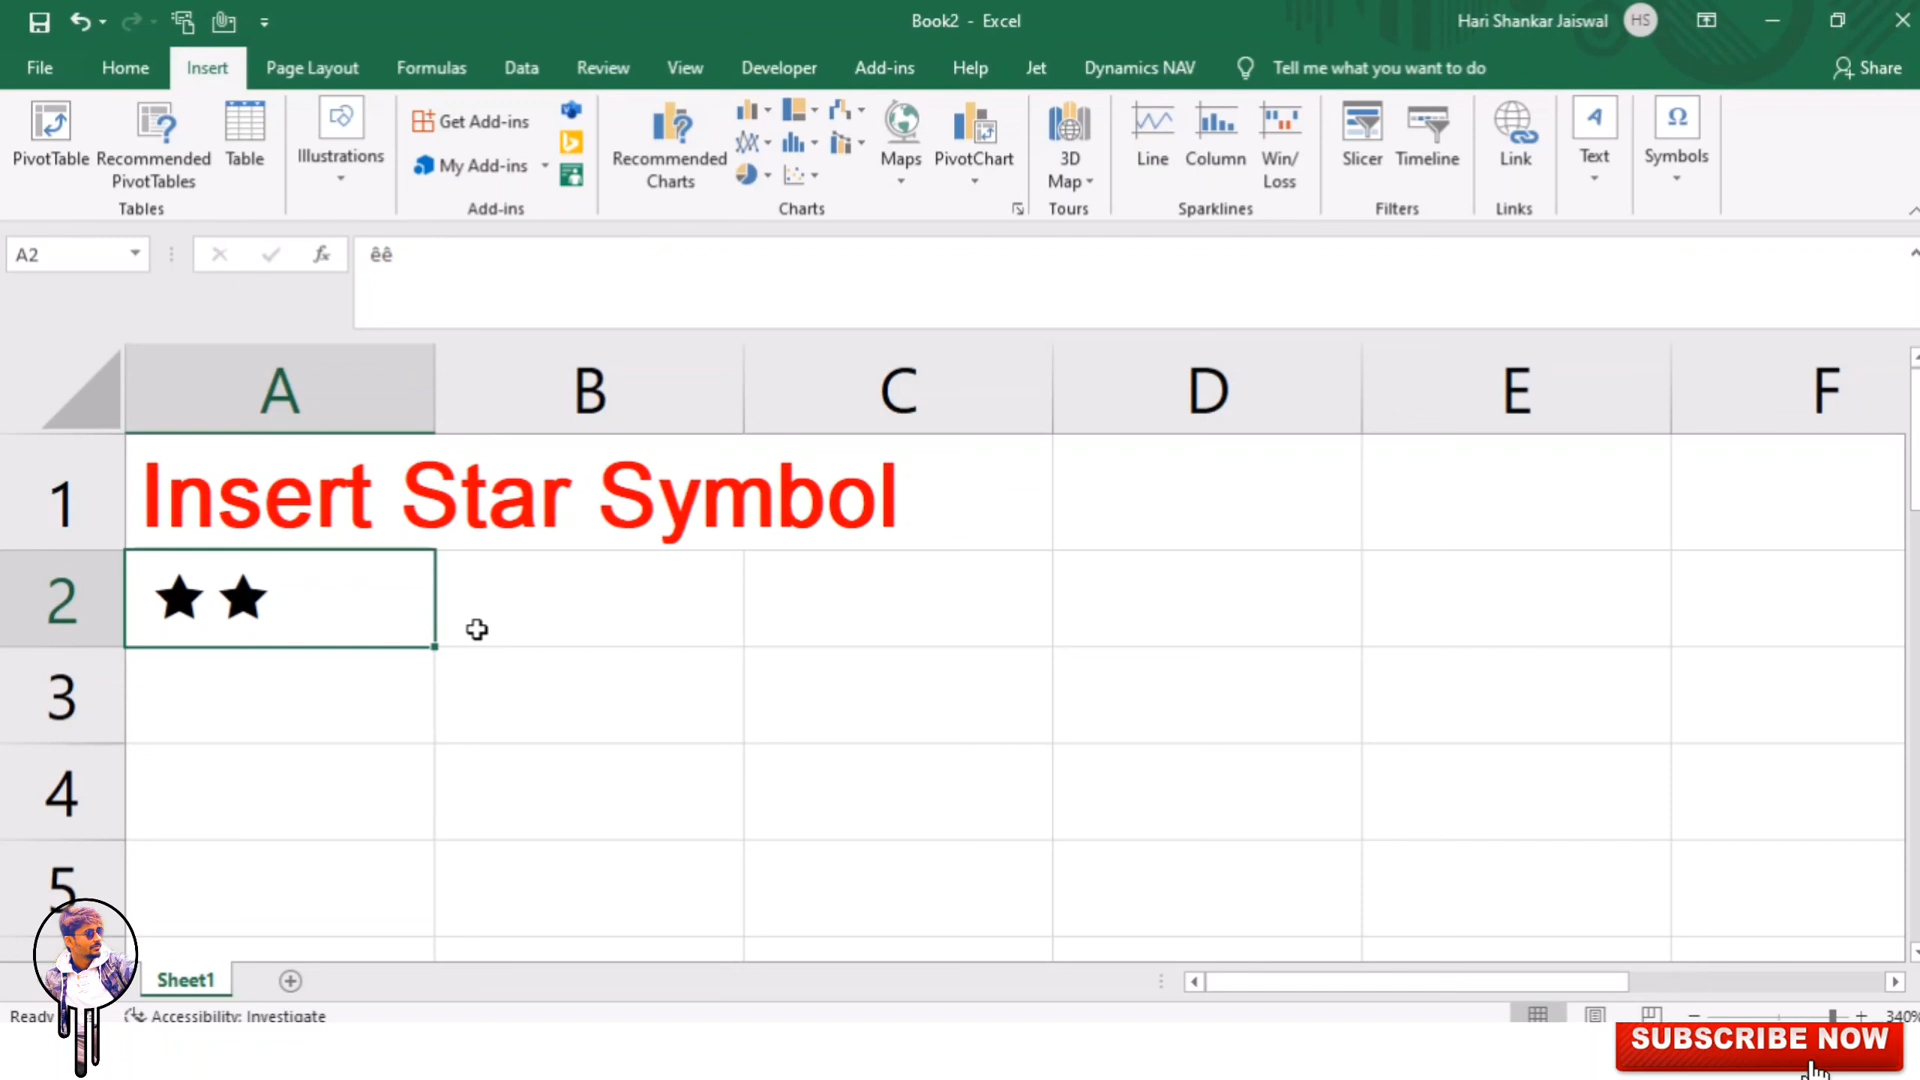 Book2 - Excel
Hari Shankar Jaiswal HS
File Home Insert Page Layout Formulas Data Review View Developer Add-ins Help Jet Dynamics NAV Tell me what you want to do Share
PivotTable
Recommended
PivotTables
Table
Tables
Illustrations
Get Add-ins
My Add-ins
Add-ins
Recommended
Charts
Maps
PivotChart
Charts
3D
Map
Tours
Line
Column
Win/
Loss
Sparklines
Slicer
Timeline
Filters
Link
Links
Text
Symbols
A2 fx êê
A B C D E F
1 Insert Star Symbol
2 ★★
3
4
5
Sheet1
Ready Accessibility: Investigate 340%
SUBSCRIBE NOW